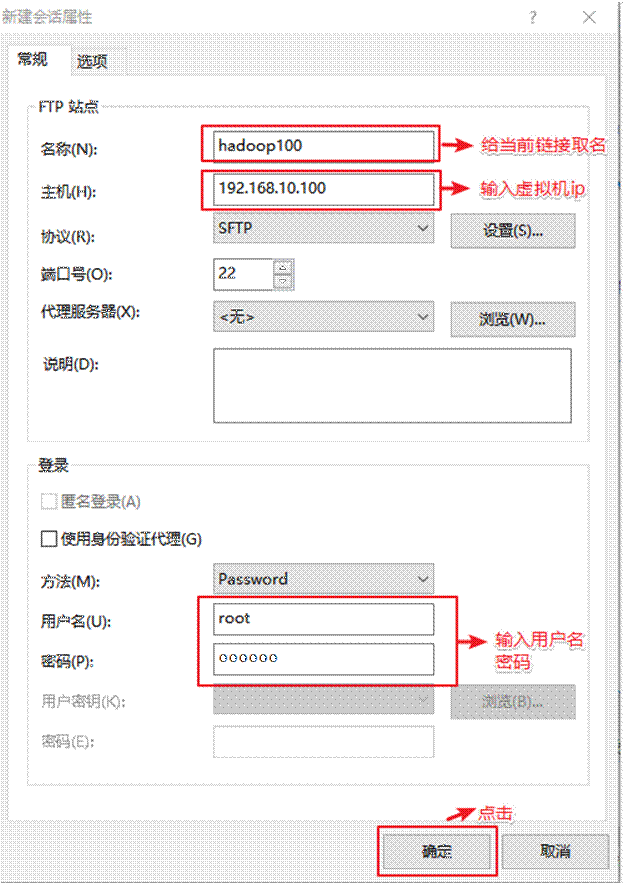 新建会话属性
常规 选项
FTP 站点
名称(N): hadoop100 给当前链接取名
主机(H): 192.168.10.100 输入虚拟机ip
协议(R): SFTP 设置(S)...
端口号(O): 22
代理服务器(X): <无> 浏览(W)...
说明(D):
登录
匿名登录(A)
使用身份验证代理(G)
方法(M): Password
用户名(U): root 输入用户名
密码(P): 密码
用户密钥(K): 浏览(B)...
密码(E):
点击
确定 取消